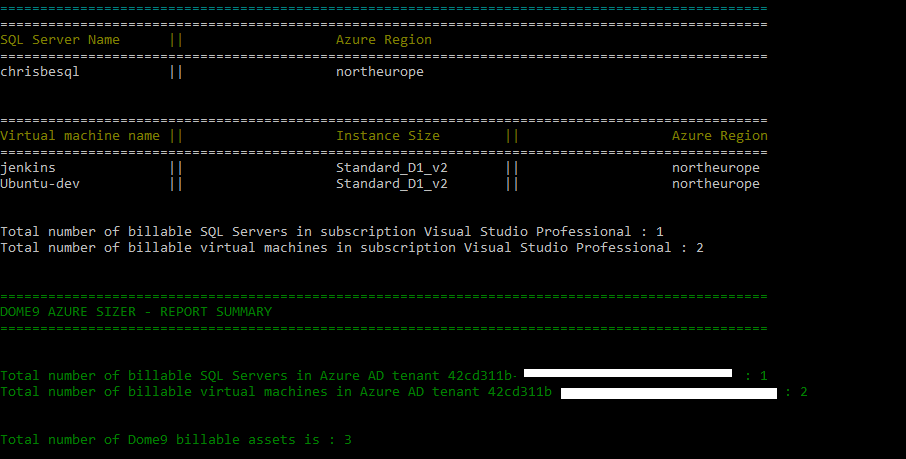 ================================================================================================
================================================================================================
SQL Server Name      ||                   Azure Region
================================================================================================
chrisbesql           ||                   northeurope
================================================================================================
Virtual machine name ||                   Instance Size        ||                   Azure Region
================================================================================================
jenkins              ||                   Standard_D1_v2       ||                   northeurope
Ubuntu-dev           ||                   Standard_D1_v2       ||                   northeurope
Total number of billable SQL Servers in subscription Visual Studio Professional : 1
Total number of billable virtual machines in subscription Visual Studio Professional : 2
================================================================================================
DOME9 AZURE SIZER - REPORT SUMMARY
================================================================================================
Total number of billable SQL Servers in Azure AD tenant 42cd311b- : 1
Total number of billable virtual machines in Azure AD tenant 42cd311b : 2
Total number of Dome9 billable assets is : 3